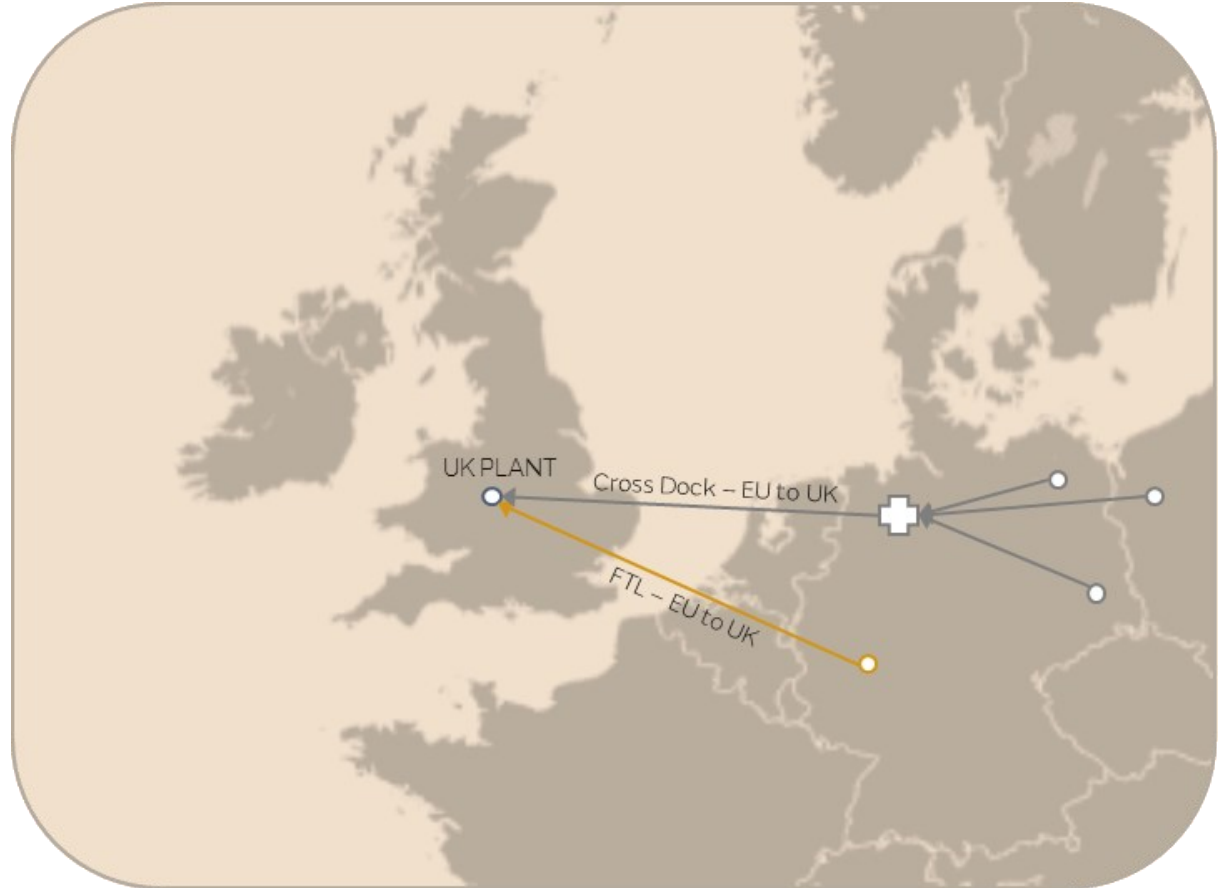 UK PLANT
Cross Dock – EU to UK
FTL – EU to UK